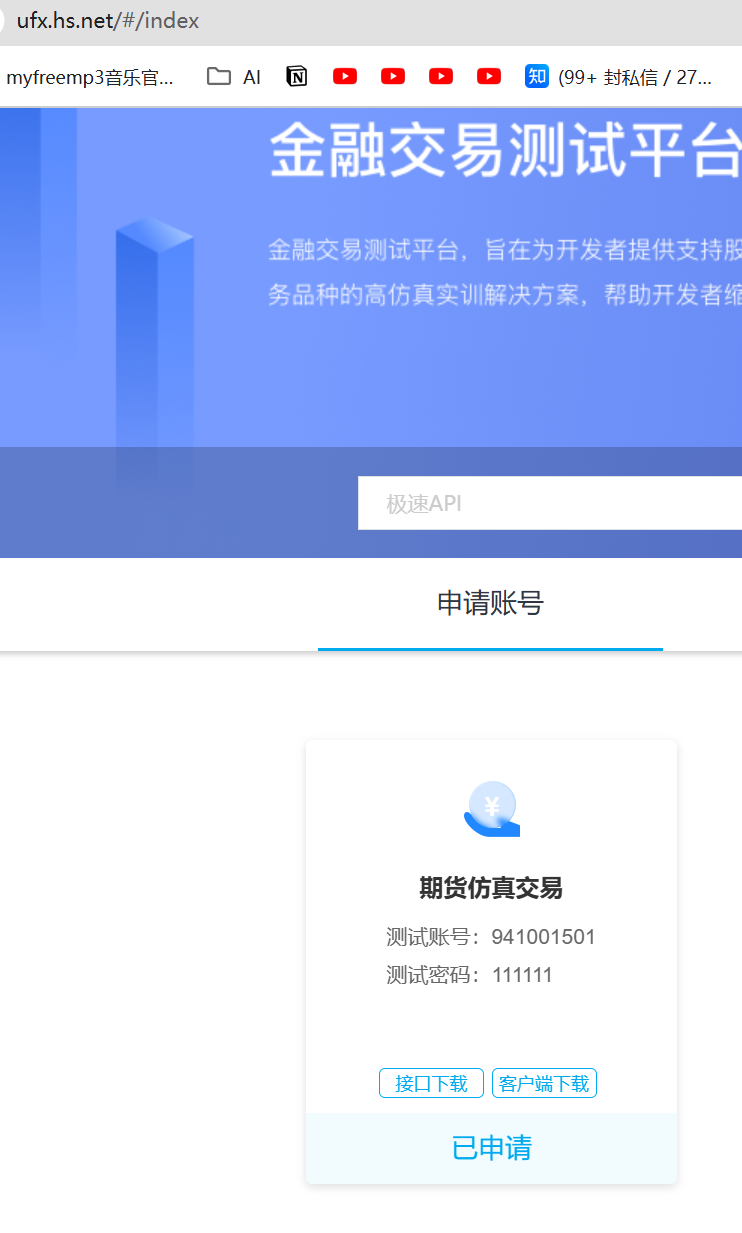 ufx.hs.net/#/index
myfreemp3音乐官... AI (99+ 封私信 / 27...
金融交易测试平台
金融交易测试平台，旨在为开发者提供支持股
务品种的高仿真实训解决方案，帮助开发者缩
极速API
申请账号
¥
期货仿真交易
测试账号：941001501
测试密码：111111
接口下载 客户端下载
已申请